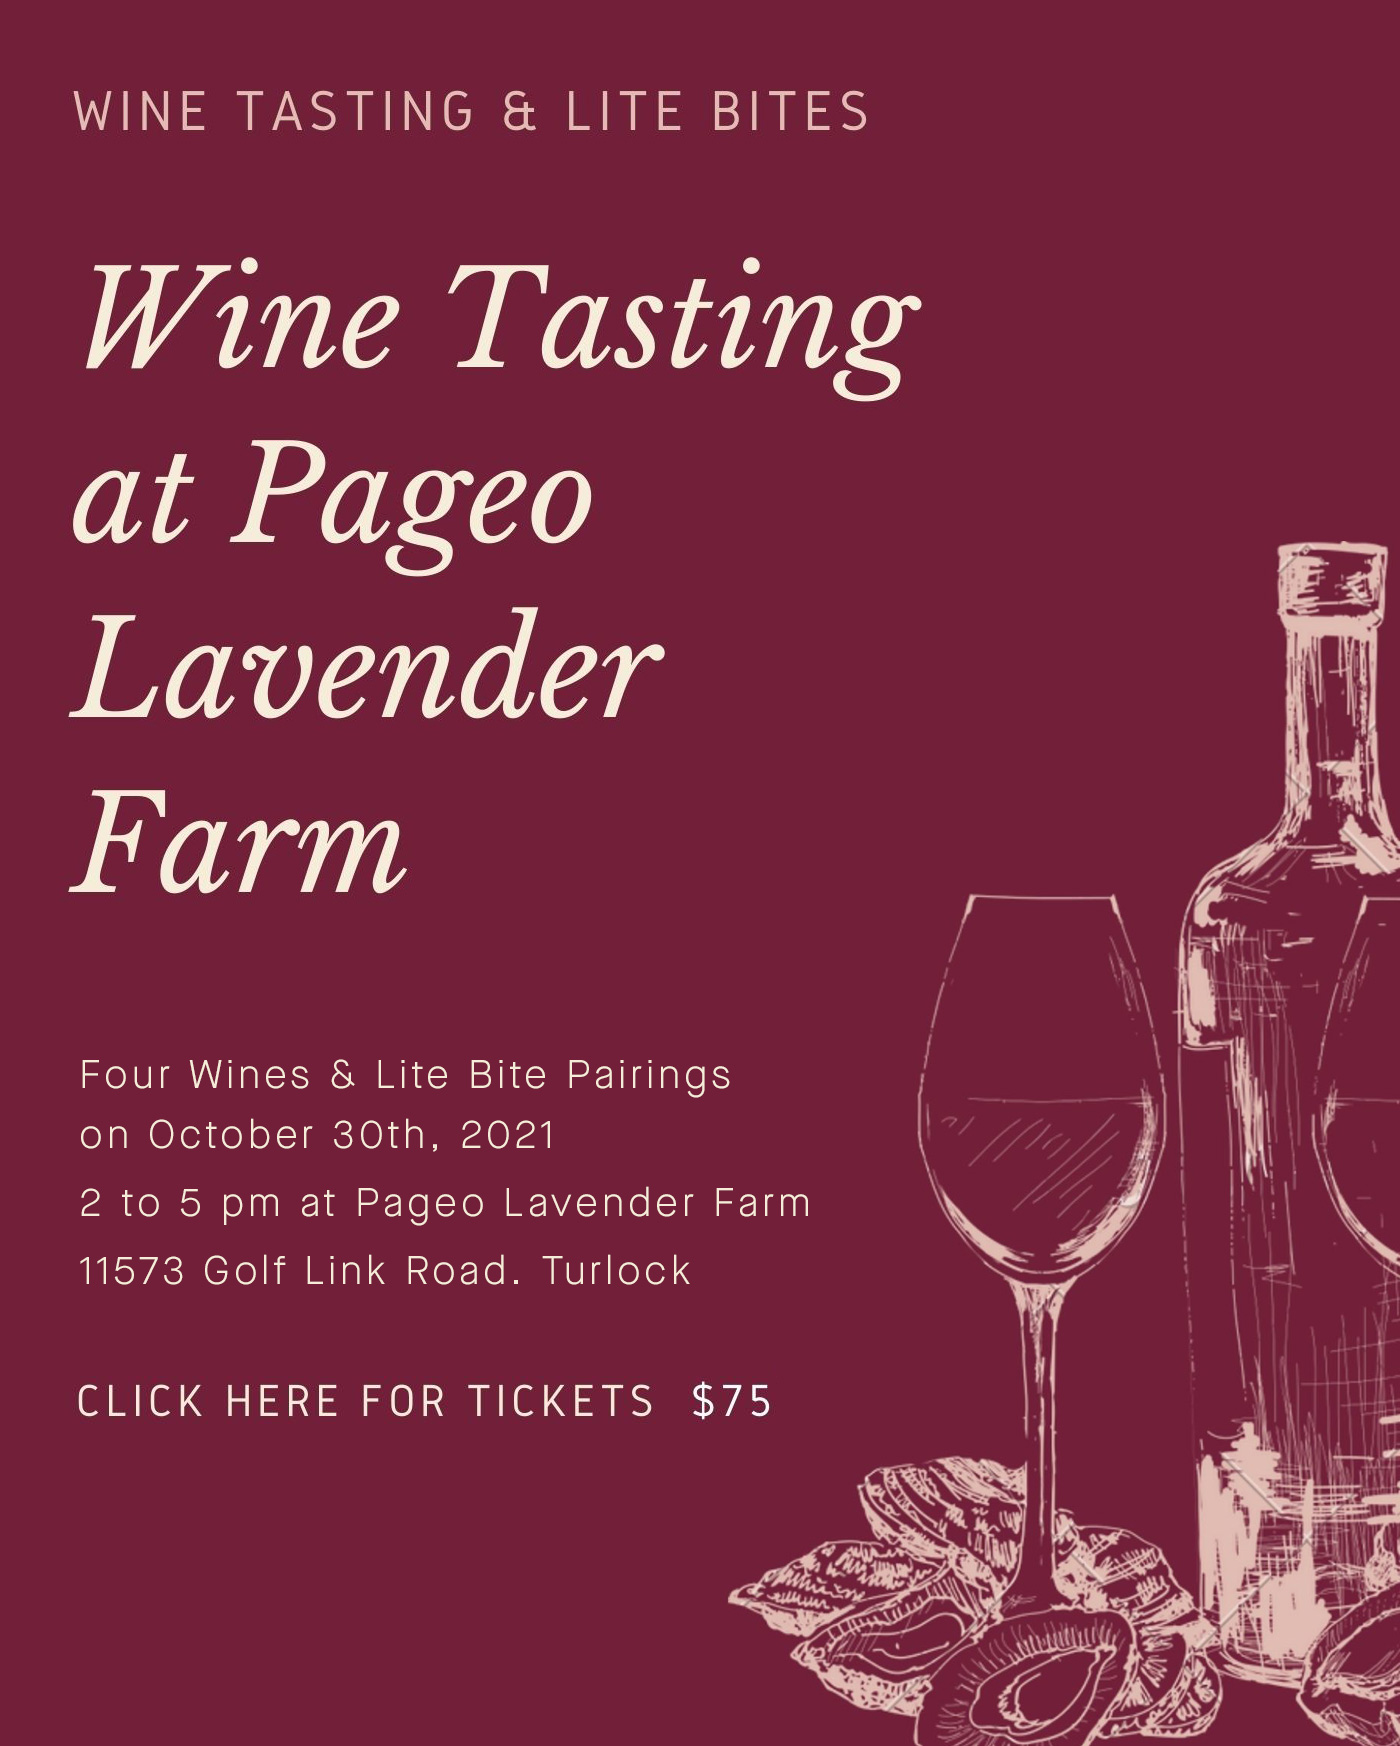 WINE TASTING & LITE BITES
Wine Tasting
at Pageo
Lavender
Farm
Four Wines & Lite Bite Pairings
on October 30th, 2021
2 to 5 pm at Pageo Lavender Farm
11573 Golf Link Road. Turlock
CLICK HERE FOR TICKETS $75